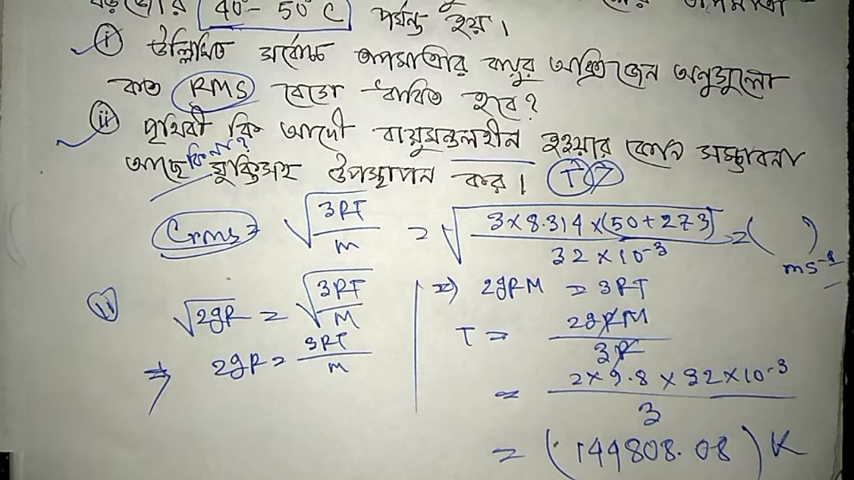 40°- 50°C পর্যন্ত হয়।
i) উল্লিখিত সর্বোচ্চ তাপমাত্রায় বায়ুর অক্সিজেন অনুগুলো
কত RMS বেগে ধাবিত হবে?
ii) পৃথিবী কি আদৌ বায়ুমন্ডলহীন হওয়ার কোন সম্ভাবনা
আছে কিনা? যুক্তিসহ উপস্থাপন কর।
Crms = √(3RT/M) = √(3×8.314×(50+273)/32×10⁻³) = ( ) ms⁻¹
ii) √2gR = √(3RT/M)
⇒ 2gR = 3RT/M
⇒ 2gRM = 3RT
T = 2gRM/3R
= 2×9.8×32×10⁻³/3
= (144808.08) K